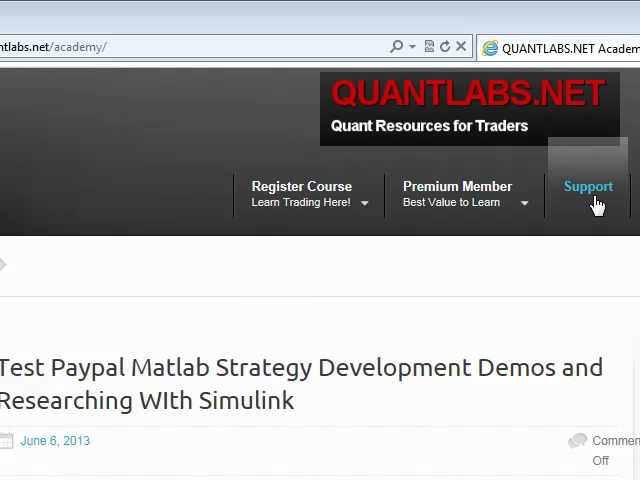 ntlabs.net/academy/
QUANTLABS.NET Academ
QUANTLABS.NET
Quant Resources for Traders
Register Course
Learn Trading Here!
Premium Member
Best Value to Learn
Support
Test Paypal Matlab Strategy Development Demos and
Researching WIth Simulink
June 6, 2013
Commen
Off